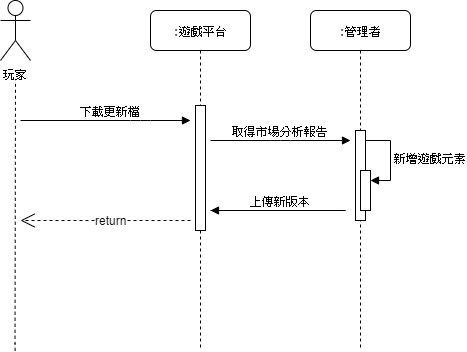 :遊戲平台
:管理者
玩家
下載更新檔
取得市場分析報告
新增遊戲元素
上傳新版本
return